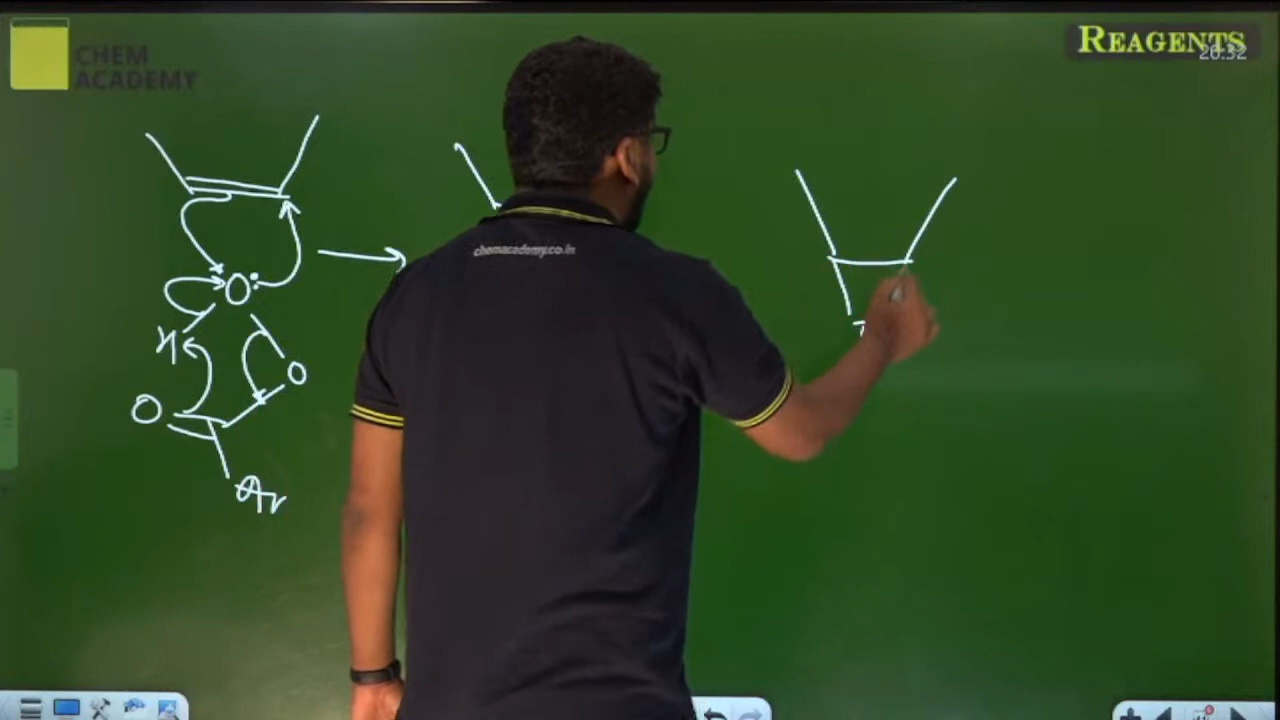 CHEM
ACADEMY
REAGENTS
20:32
chemacademy.co.in
O:
H
O
O
Ar